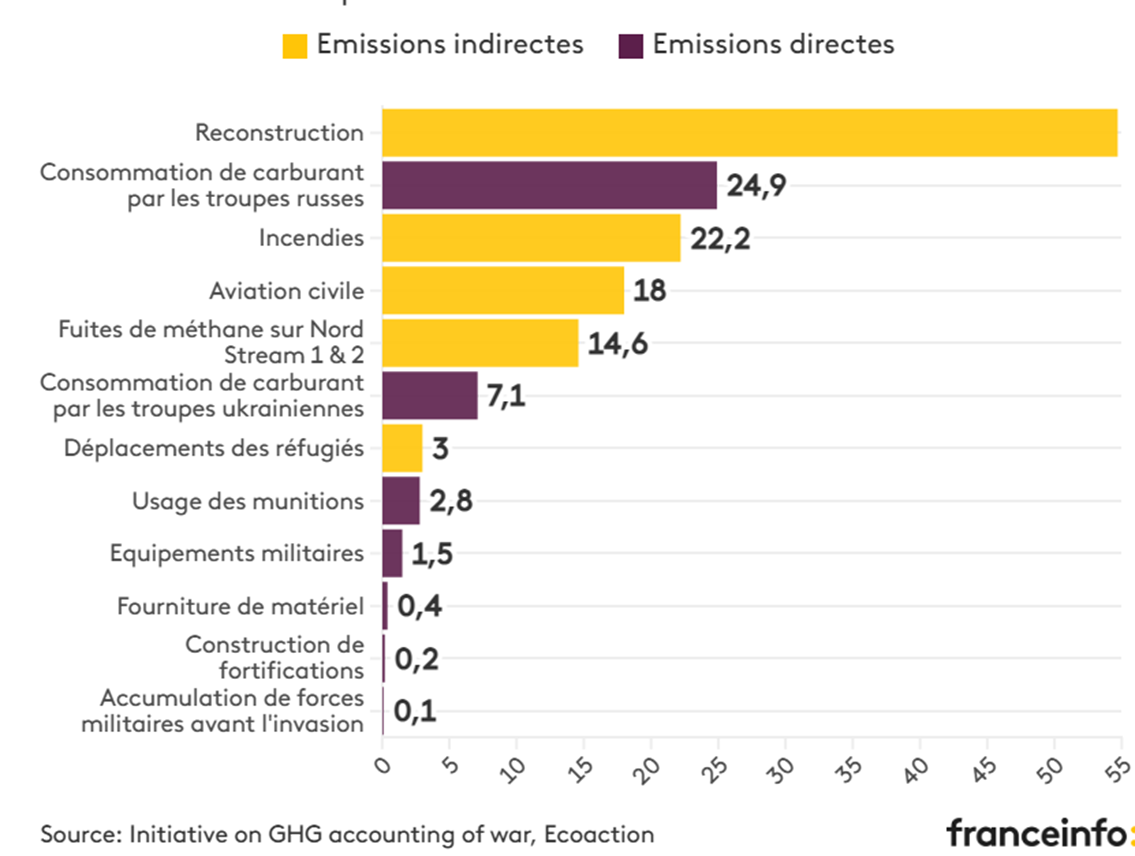 Emissions indirectes
Emissions directes
Reconstruction
Consommation de carburant
par les troupes russes
24,9
Incendies
22,2
Aviation civile
18
Fuites de méthane sur Nord
Stream 1 & 2
14,6
Consommation de carburant
par les troupes ukrainiennes
7,1
Déplacements des réfugiés
3
Usage des munitions
2,8
Equipements militaires
1,5
Fourniture de matériel
0,4
Construction de
fortifications
0,2
Accumulation de forces
militaires avant l'invasion
0,1
0 5 10 15 20 25 30 35 40 45 50 55
Source: Initiative on GHG accounting of war, Ecoaction
franceinfo: